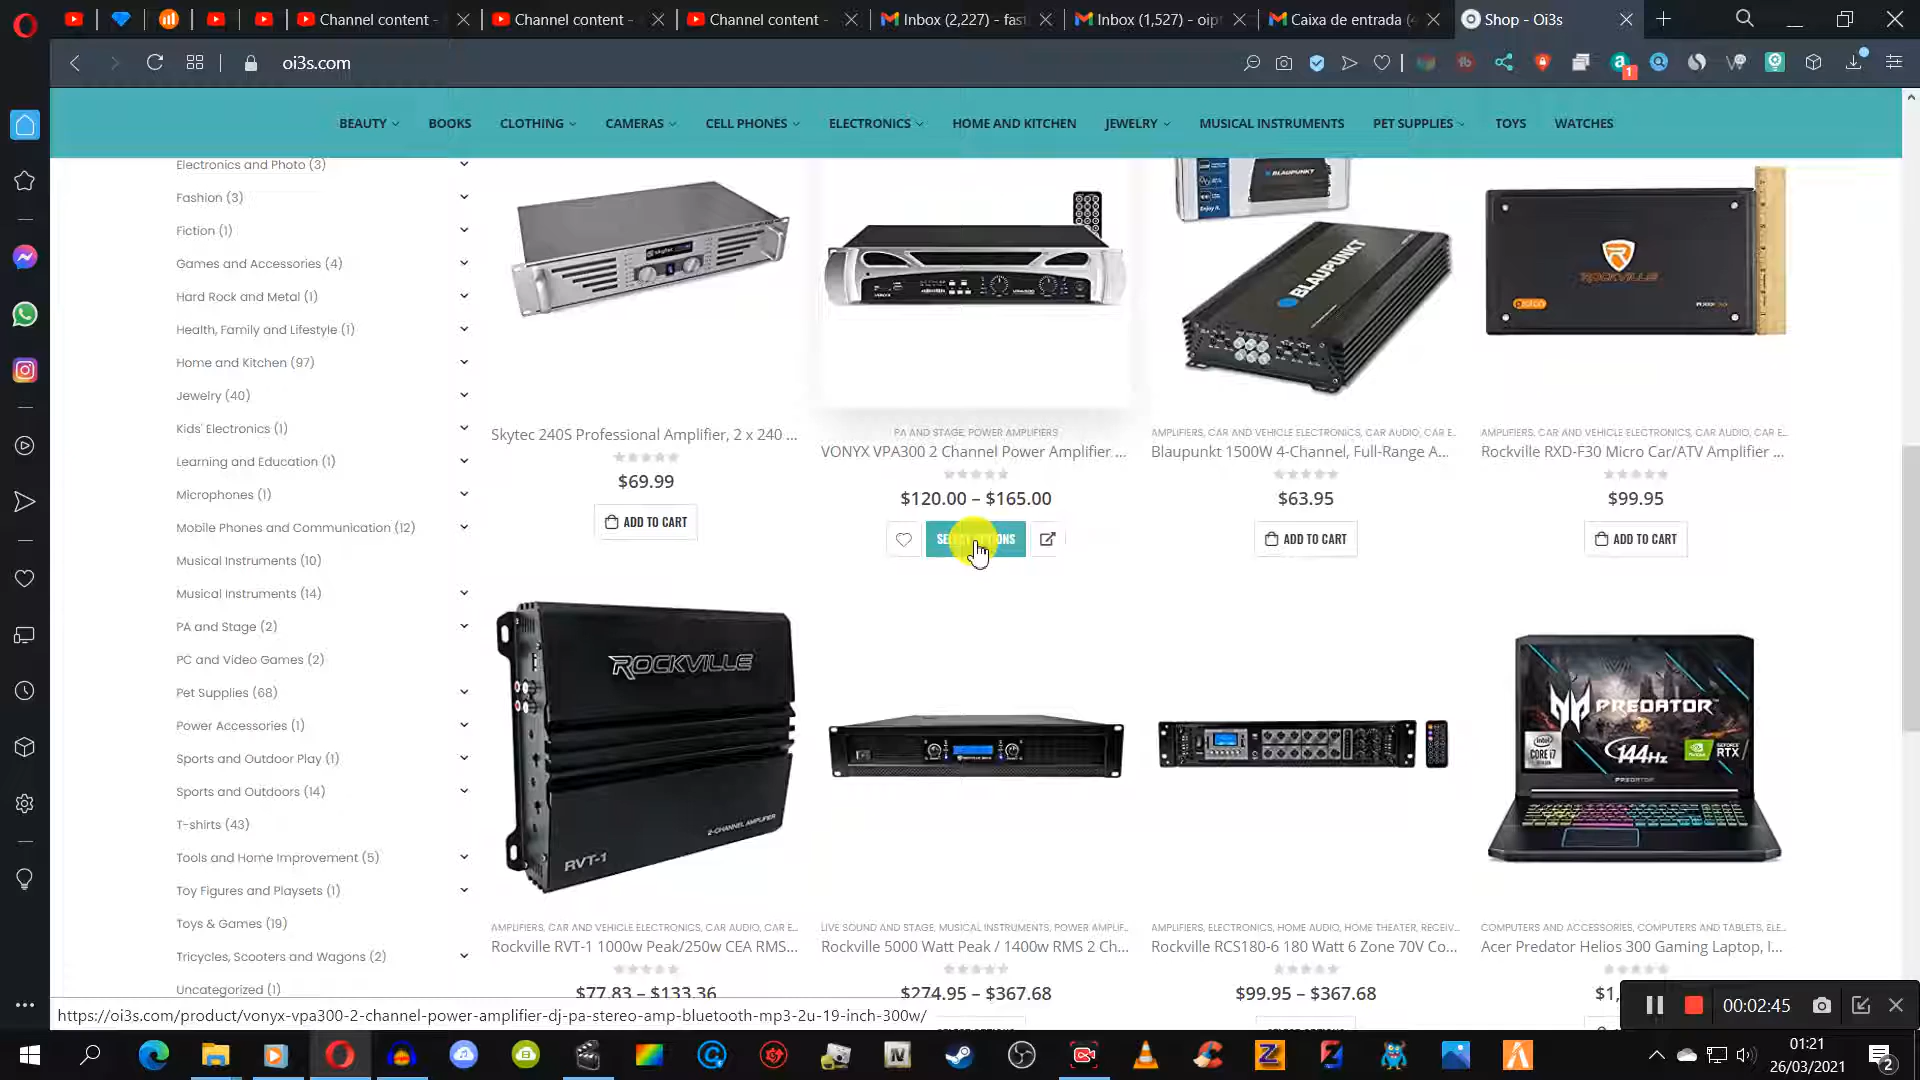 Channel content -
Channel content -
Channel content -
Inbox (2,227) - fas
Inbox (1,527) - oip
Caixa de entrada (4
Shop - Oi3s
oi3s.com
1
BEAUTY
BOOKS
CLOTHING
CAMERAS
CELL PHONES
ELECTRONICS
HOME AND KITCHEN
JEWELRY
MUSICAL INSTRUMENTS
PET SUPPLIES
TOYS
WATCHES
Electronics and Photo (3)
Fashion (3)
Fiction (1)
Games and Accessories (4)
Hard Rock and Metal (1)
Health, Family and Lifestyle (1)
Home and Kitchen (97)
Jewelry (40)
Kids' Electronics (1)
Learning and Education (1)
Microphones (1)
Mobile Phones and Communication (12)
Musical Instruments (10)
Musical Instruments (14)
PA and Stage (2)
PC and Video Games (2)
Pet Supplies (68)
Power Accessories (1)
Sports and Outdoor Play (1)
Sports and Outdoors (14)
T-shirts (43)
Tools and Home Improvement (5)
Toy Figures and Playsets (1)
Toys & Games (19)
Tricycles, Scooters and Wagons (2)
Uncategorized (1)
Skytec 240S Professional Amplifier, 2 x 240 ...
$69.99
ADD TO CART
PA AND STAGE, POWER AMPLIFIERS
VONYX VPA300 2 Channel Power Amplifier ...
$120.00 – $165.00
SELECT OPTIONS
BLAUPUNKT
BLAUPUNKT
AMPLIFIERS, CAR AND VEHICLE ELECTRONICS, CAR AUDIO, CAR E...
Blaupunkt 1500W 4-Channel, Full-Range A...
$63.95
ADD TO CART
ROCKVILLE
AMPLIFIERS, CAR AND VEHICLE ELECTRONICS, CAR AUDIO, CAR E...
Rockville RXD-F30 Micro Car/ATV Amplifier ...
$99.95
ADD TO CART
ROCKVILLE
2-CHANNEL AMPLIFIER
RVT-1
AMPLIFIERS, CAR AND VEHICLE ELECTRONICS, CAR AUDIO, CAR E...
Rockville RVT-1 1000w Peak/250w CEA RMS...
$77.83 – $133.36
LIVE SOUND AND STAGE, MUSICAL INSTRUMENTS, POWER AMPLIF...
Rockville 5000 Watt Peak / 1400w RMS 2 Ch...
$274.95 – $367.68
AMPLIFIERS, ELECTRONICS, HOME AUDIO, HOME THEATER, RECEIV...
Rockville RCS180-6 180 Watt 6 Zone 70V Co...
$99.95 – $367.68
PREDATOR
intel
CORE i7
144Hz
GEFORCE
RTX
PREDATOR
COMPUTERS AND ACCESSORIES, COMPUTERS AND TABLETS, ELE...
Acer Predator Helios 300 Gaming Laptop, I...
$1,
https://oi3s.com/product/vonyx-vpa300-2-channel-power-amplifier-dj-pa-stereo-amp-bluetooth-mp3-2u-19-inch-300w/
00:02:45
01:21
26/03/2021
2